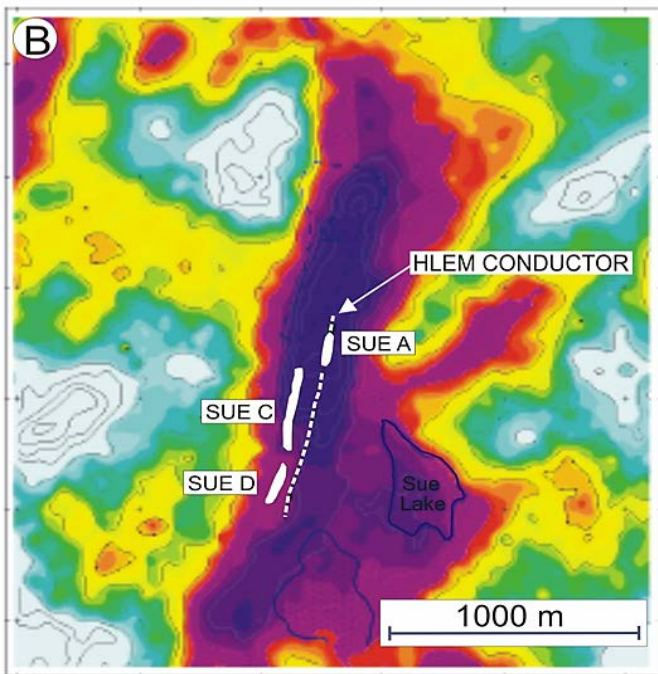 B
HLEM CONDUCTOR
SUE A
SUE C
SUE D
Sue
Lake
1000 m